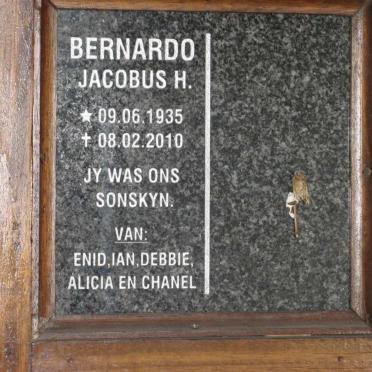 BERNARDO
JACOBUS H.
★ 09.06.1935
✝ 08.02.2010
JY WAS ONS
SONSKYN.
VAN:
ENID,IAN,DEBBIE,
ALICIA EN CHANEL